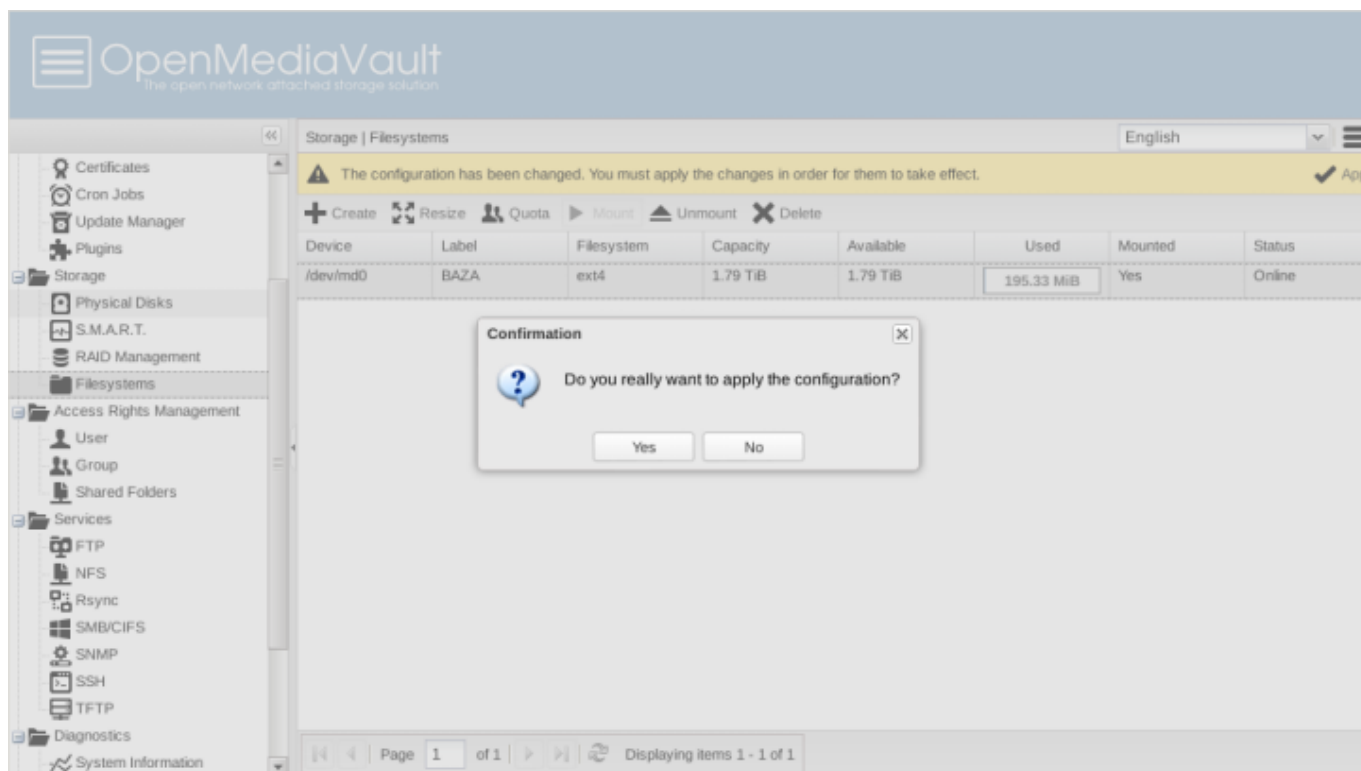 OpenMediaVault
The open network attached storage solution
Storage | Filesystems
English
The configuration has been changed. You must apply the changes in order for them to take effect.
Create Resize Quota Mount Unmount Delete
Device Label Filesystem Capacity Available Used Mounted Status
/dev/md0 BAZA ext4 1.79 TiB 1.79 TiB 195.33 MiB Yes Online
Certificates
Cron Jobs
Update Manager
Plugins
Storage
Physical Disks
S.M.A.R.T.
RAID Management
Filesystems
Access Rights Management
User
Group
Shared Folders
Services
FTP
NFS
Rsync
SMB/CIFS
SNMP
SSH
TFTP
Diagnostics
System Information
Confirmation
Do you really want to apply the configuration?
Yes No
Page 1 of 1 Displaying items 1 - 1 of 1